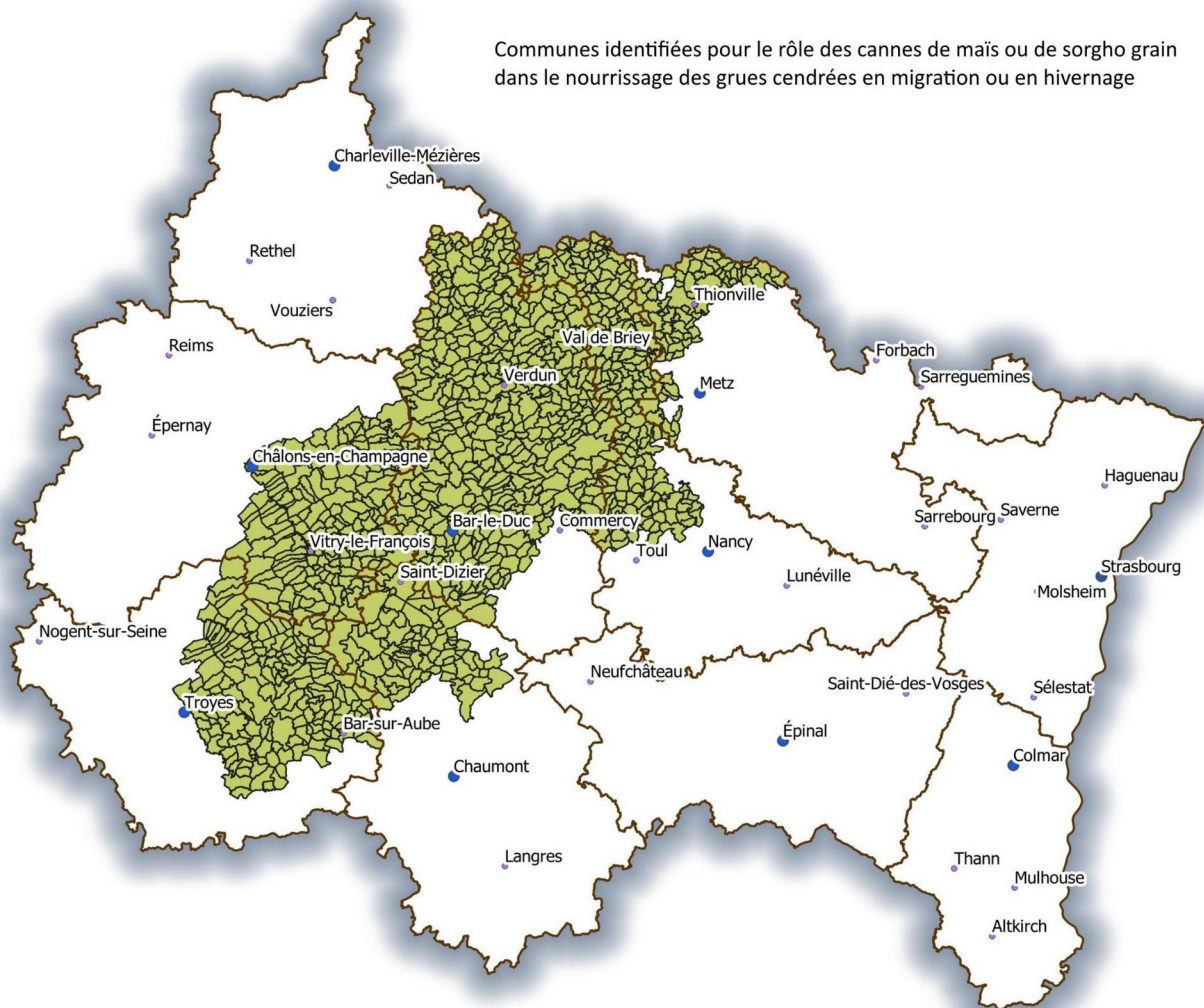 Communes identifiées pour le rôle des cannes de maïs ou de sorgho grain
dans le nourrissage des grues cendrées en migration ou en hivernage
Charleville-Mézières
Sedan
Rethel
Thionville
Vouziers
Val de Briey
Reims
Forbach
Verdun
Sarreguemines
Metz
Épernay
Châlons-en-Champagne
Haguenau
Bar-le-Duc
Commercy
Sarrebourg
Saverne
Vitry-le-François
Toul
Nancy
Saint-Dizier
Lunéville
Strasbourg
Molsheim
Nogent-sur-Seine
Neufchâteau
Saint-Dié-des-Vosges
Sélestat
Troyes
Bar-sur-Aube
Épinal
Colmar
Chaumont
Langres
Thann
Mulhouse
Altkirch